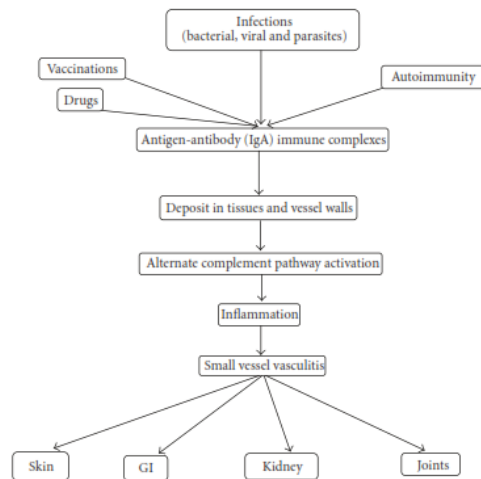 Infections
(bacterial, viral and parasites)
Vaccinations
Autoimmunity
Drugs
Antigen-antibody (IgA) immune complexes
Deposit in tissues and vessel walls
Alternate complement pathway activation
Inflammation
Small vessel vasculitis
Skin
GI
Kidney
Joints